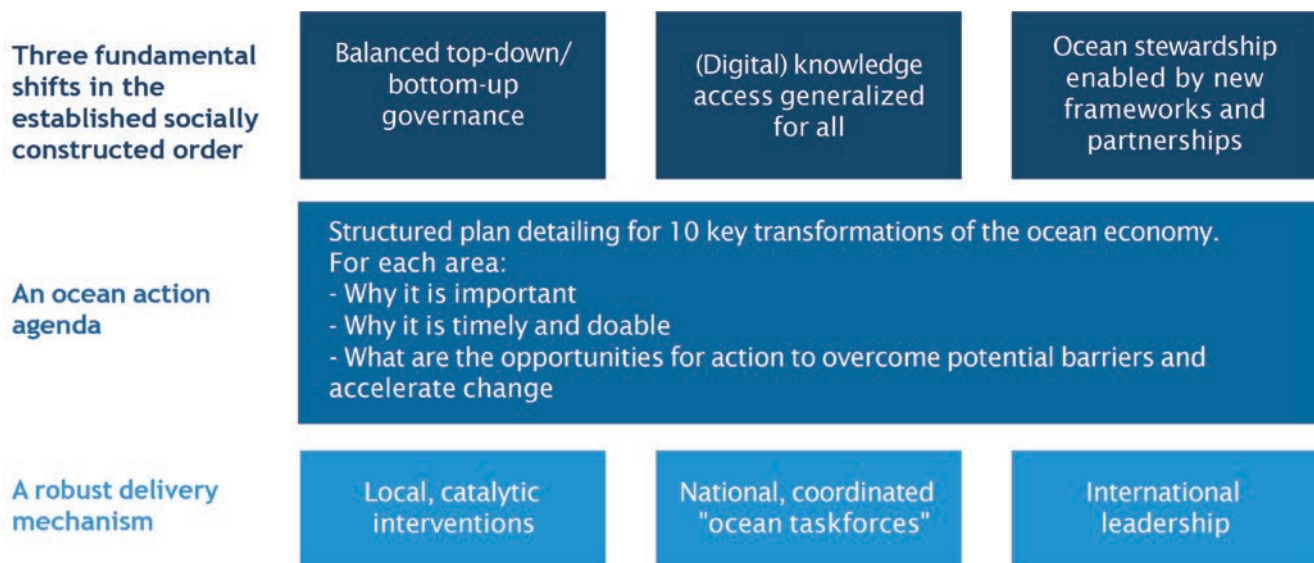 Three fundamental
shifts in the
established socially
constructed order
Balanced top-down/
bottom-up
governance
(Digital) knowledge
access generalized
for all
Ocean stewardship
enabled by new
frameworks and
partnerships
An ocean action
agenda
Structured plan detailing for 10 key transformations of the ocean economy.
For each area:
- Why it is important
- Why it is timely and doable
- What are the opportunities for action to overcome potential barriers and
accelerate change
A robust delivery
mechanism
Local, catalytic
interventions
National, coordinated
"ocean taskforces"
International
leadership